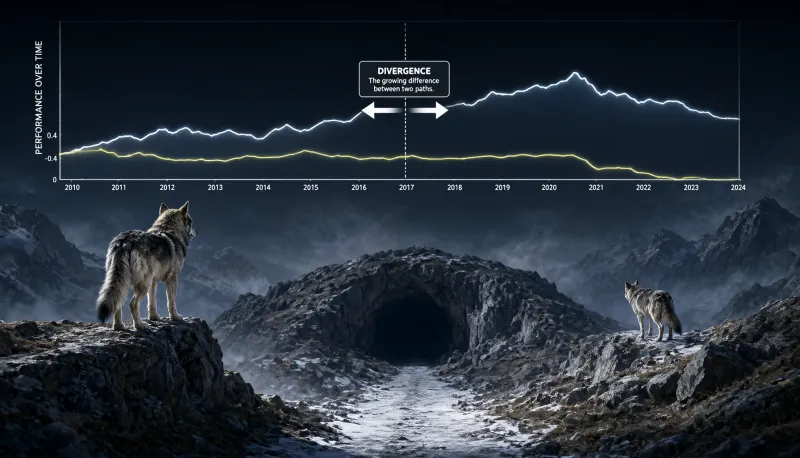 PERFORMANCE OVER TIME
DIVERGENCE
The growing difference
between two paths.
0.4
-0.4
0
2010 2011 2012 2013 2014 2015 2016 2017 2018 2019 2020 2021 2022 2023 2024